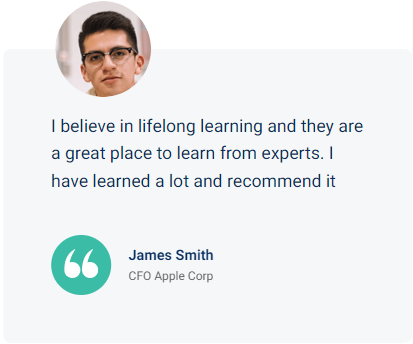 I believe in lifelong learning and they are
a great place to learn from experts. I
have learned a lot and recommend it
James Smith
CFO Apple Corp